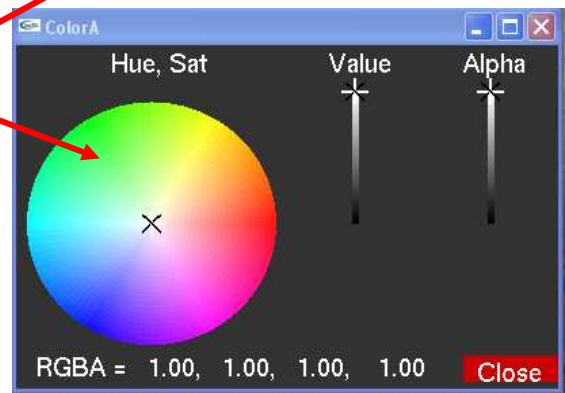 ColorA
Hue, Sat Value Alpha
RGBA = 1.00, 1.00, 1.00, 1.00 Close